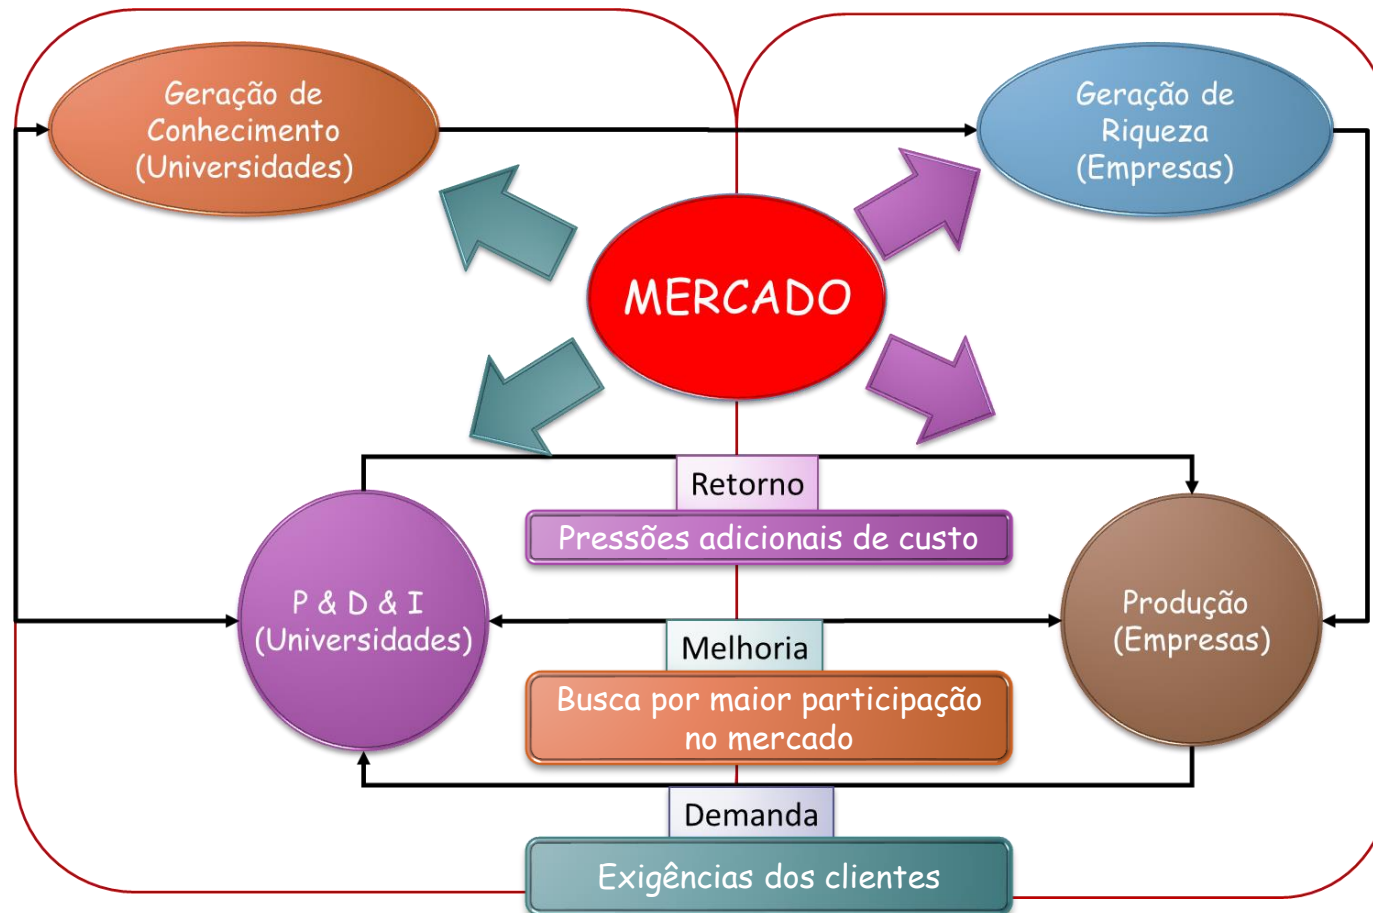 Geração de
Conhecimento
(Universidades)
Geração de
Riqueza
(Empresas)
MERCADO
Retorno
Pressões adicionais de custo
P & D & I
(Universidades)
Produção
(Empresas)
Melhoria
Busca por maior participação
no mercado
Demanda
Exigências dos clientes